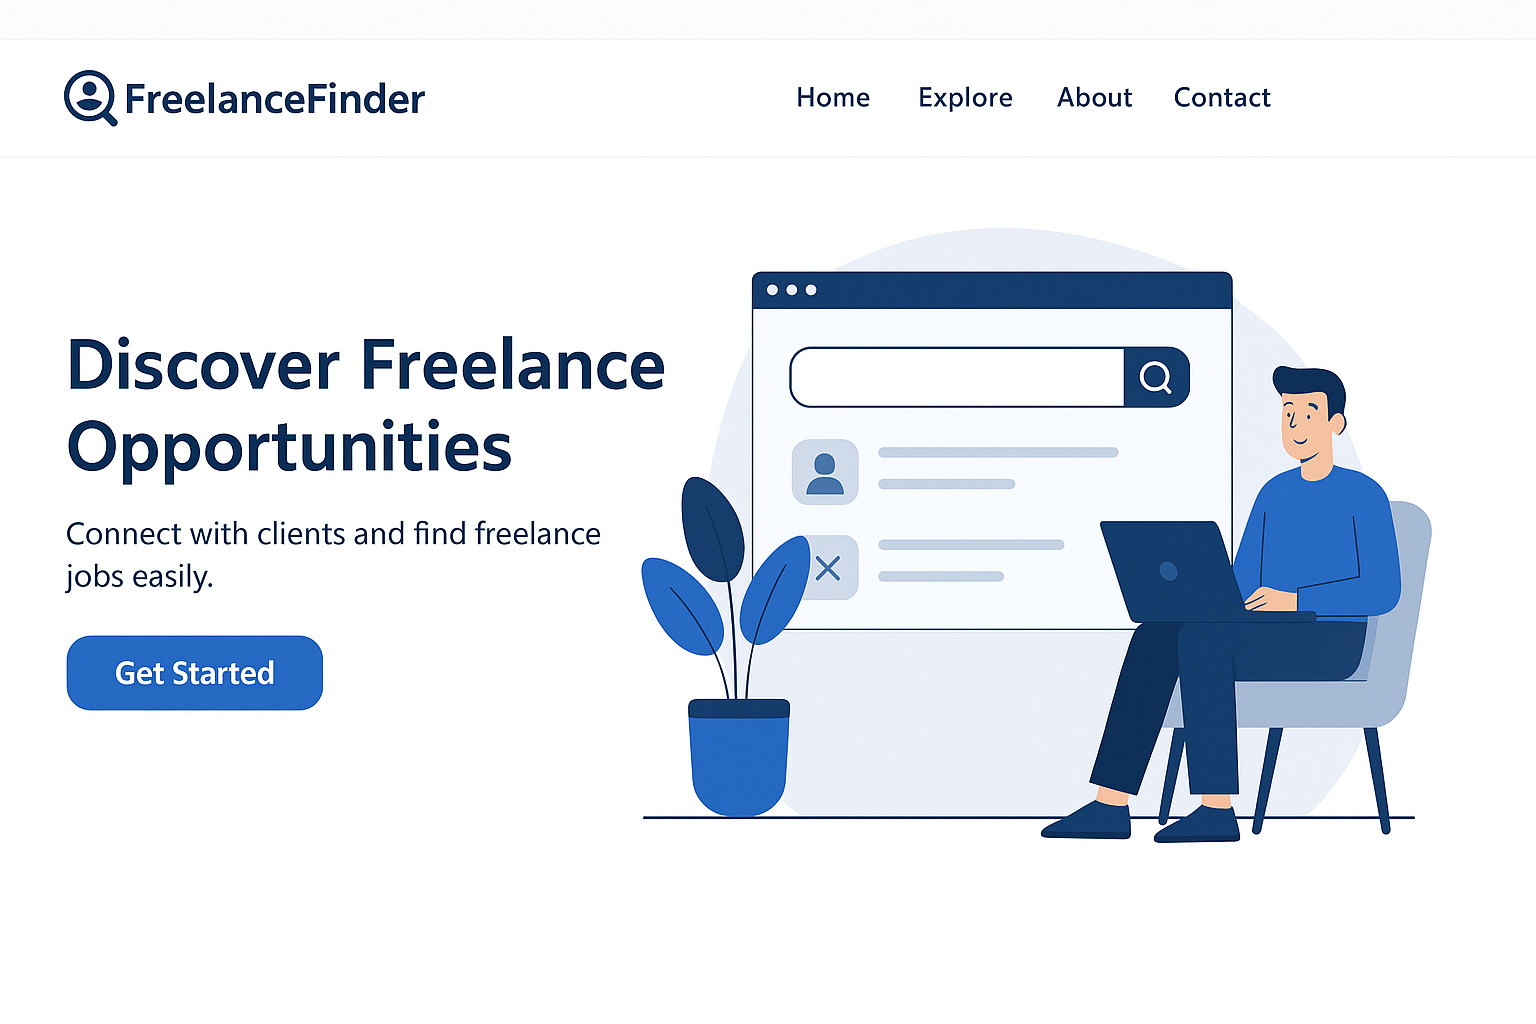 FreelanceFinder
Home Explore About Contact
Discover Freelance
Opportunities
Connect with clients and find freelance
jobs easily.
Get Started